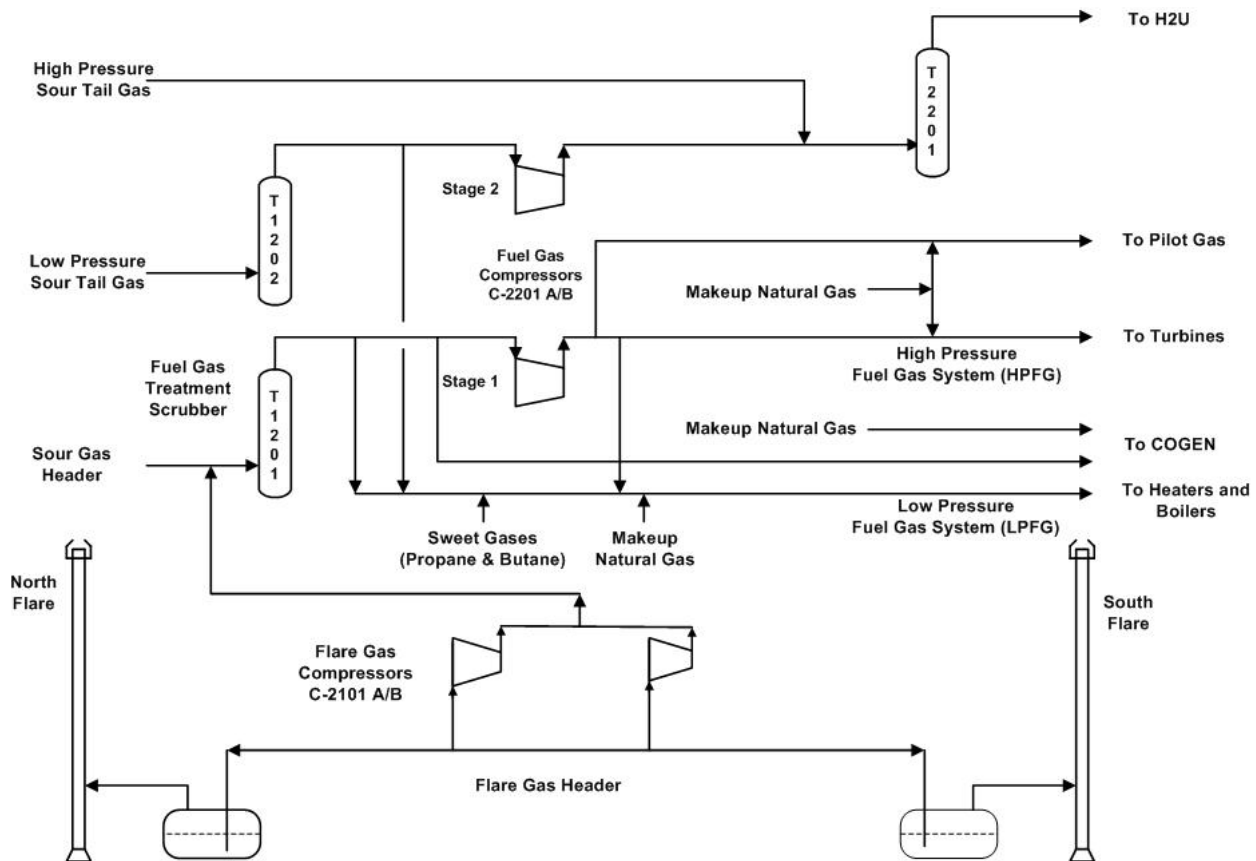 To H2U
High Pressure
Sour Tail Gas
T
2
2
0
1
Stage 2
T
1
2
0
2
Low Pressure
Sour Tail Gas
Fuel Gas
Compressors
C-2201 A/B
To Pilot Gas
Makeup Natural Gas
To Turbines
High Pressure
Fuel Gas System (HPFG)
Fuel Gas
Treatment
Scrubber
Stage 1
T
1
2
0
1
Makeup Natural Gas
To COGEN
Sour Gas
Header
To Heaters and
Boilers
Low Pressure
Fuel Gas System (LPFG)
Sweet Gases
(Propane & Butane)
Makeup
Natural Gas
North
Flare
South
Flare
Flare Gas
Compressors
C-2101 A/B
Flare Gas Header